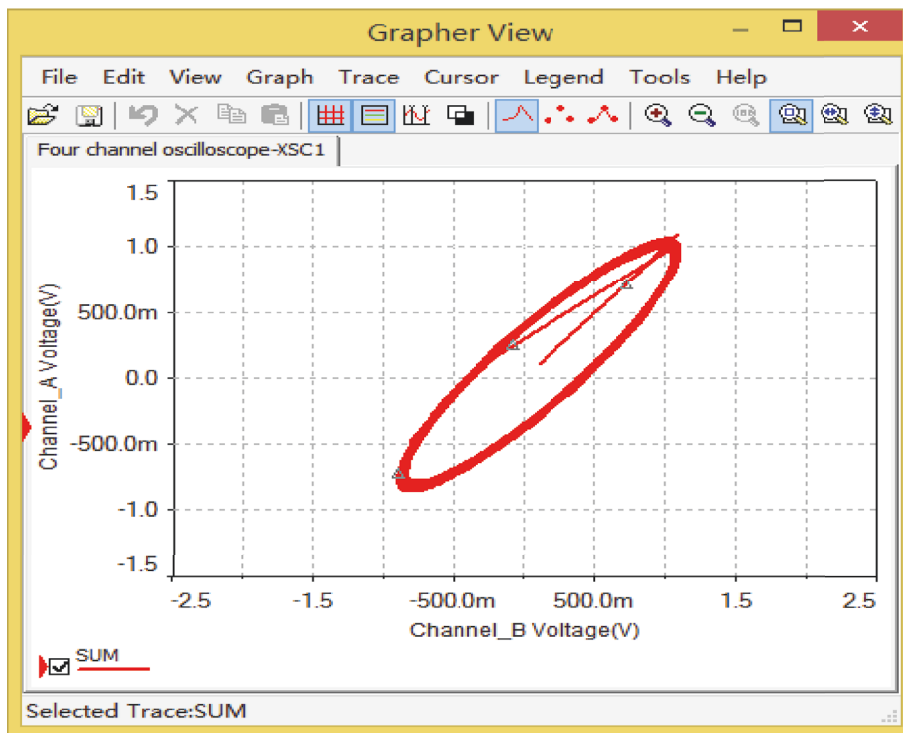 Grapher View
File Edit View Graph Trace Cursor Legend Tools Help
Four channel oscilloscope-XSC1
Channel_A Voltage(V)
1.5
1.0
500.0m
0.0
-500.0m
-1.0
-1.5
-2.5 -1.5 -500.0m 500.0m 1.5 2.5
Channel_B Voltage(V)
SUM
Selected Trace:SUM